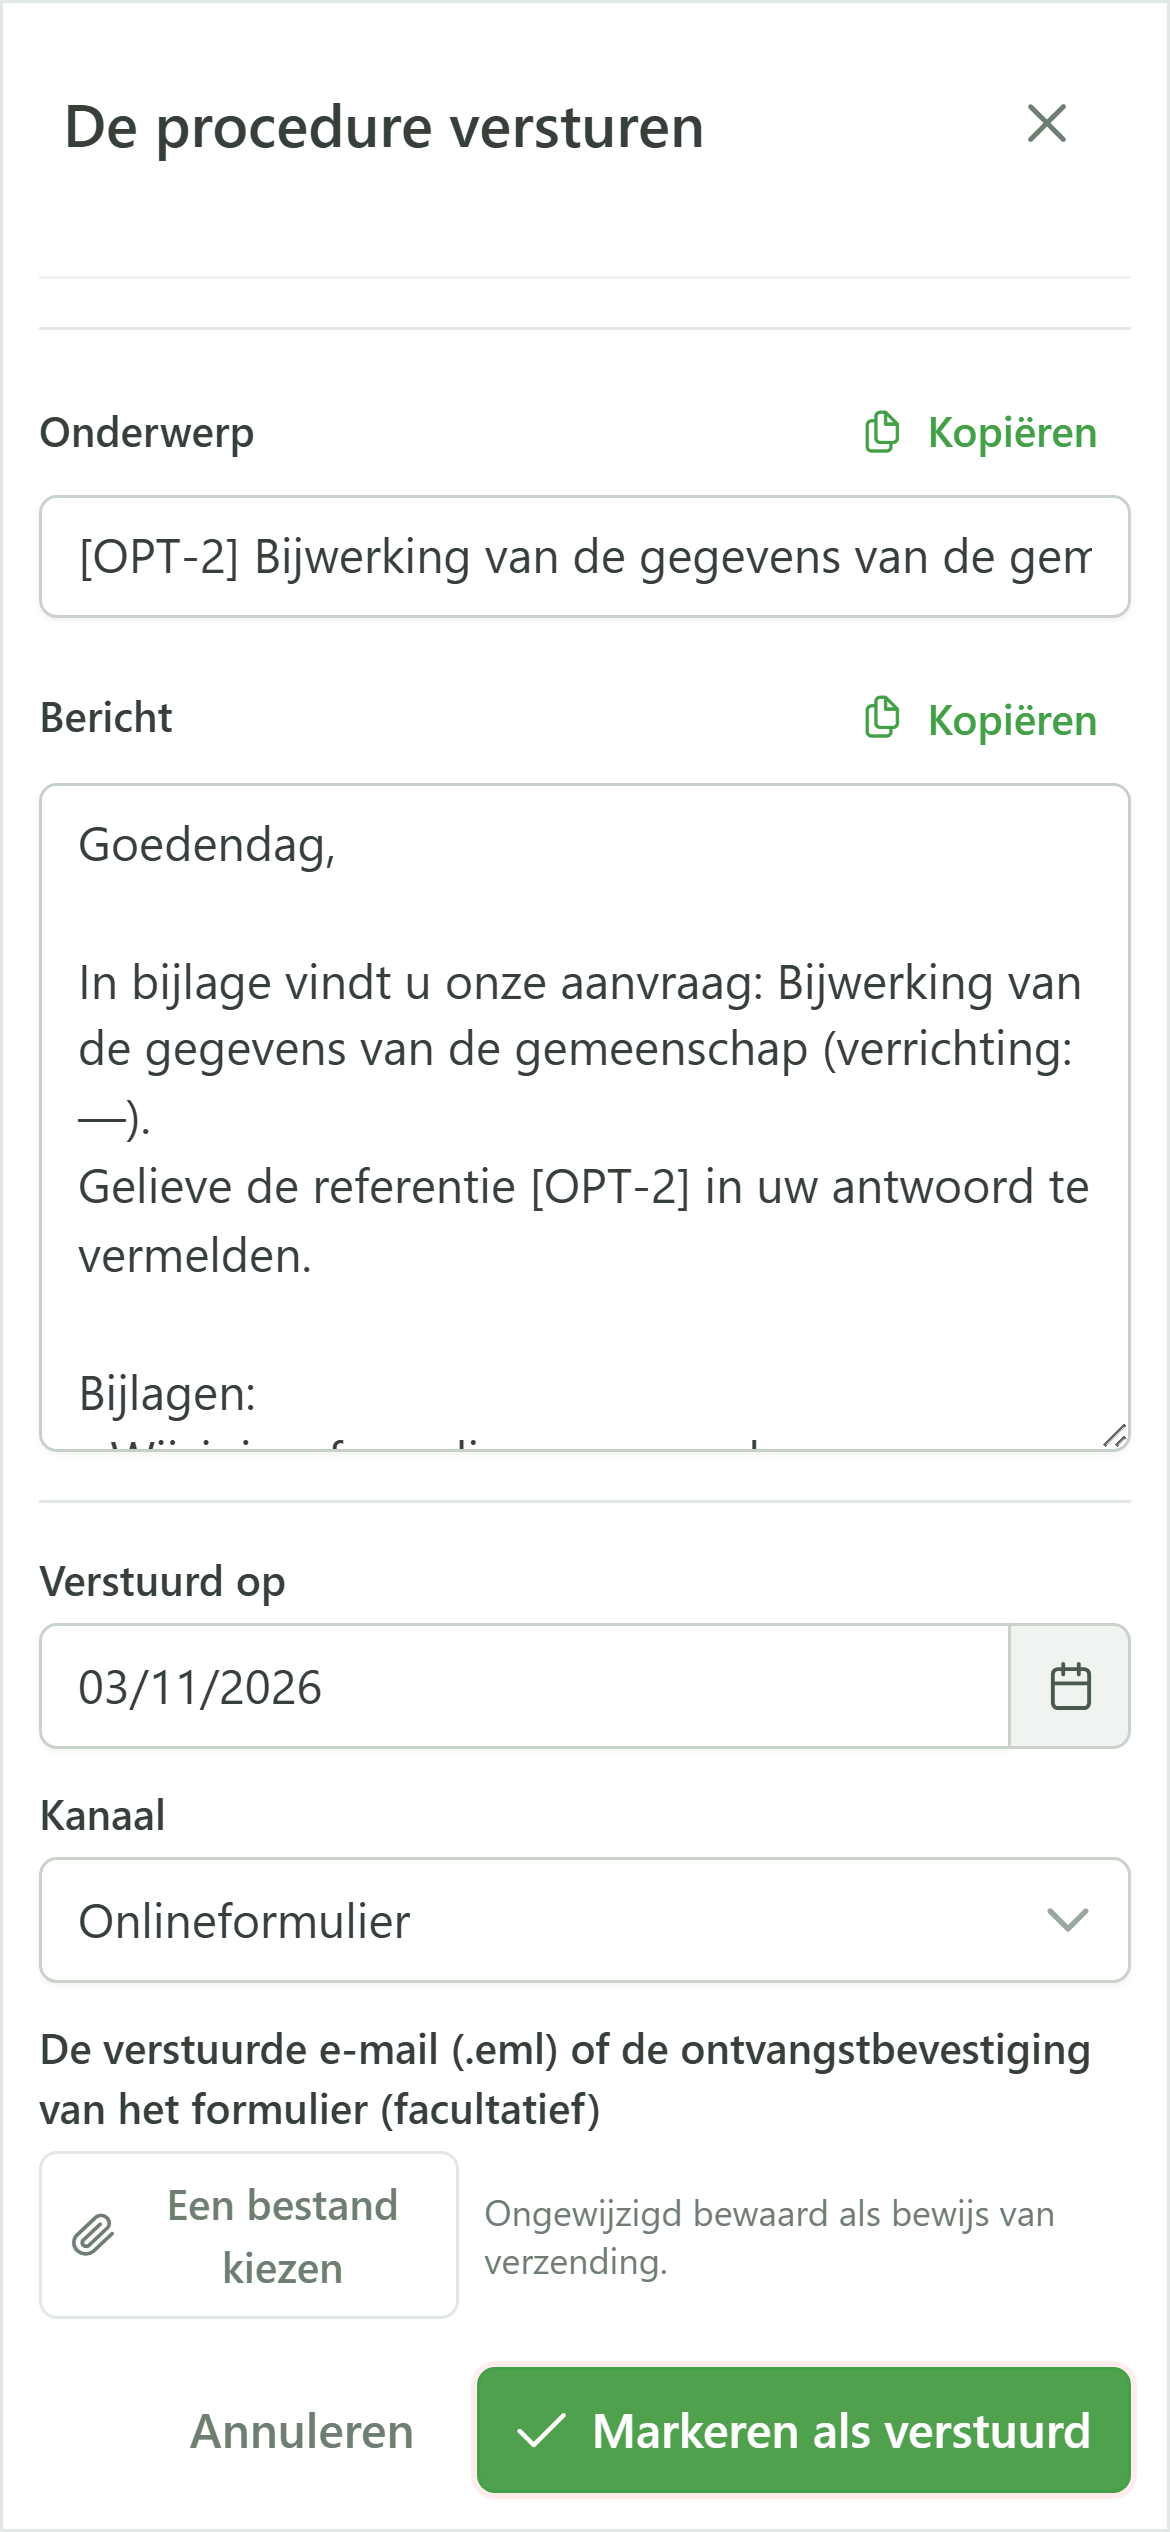 De procedure versturen
Onderwerp
Kopiëren
[OPT-2] Bijwerking van de gegevens van de gem
Bericht
Kopiëren
Goedendag,
In bijlage vindt u onze aanvraag: Bijwerking van
de gegevens van de gemeenschap (verrichting:
—).
Gelieve de referentie [OPT-2] in uw antwoord te
vermelden.
Bijlagen:
Verstuurd op
03/11/2026
Kanaal
Onlineformulier
De verstuurde e-mail (.eml) of de ontvangstbevestiging
van het formulier (facultatief)
Een bestand
kiezen
Ongewijzigd bewaard als bewijs van
verzending.
Annuleren
Markeren als verstuurd